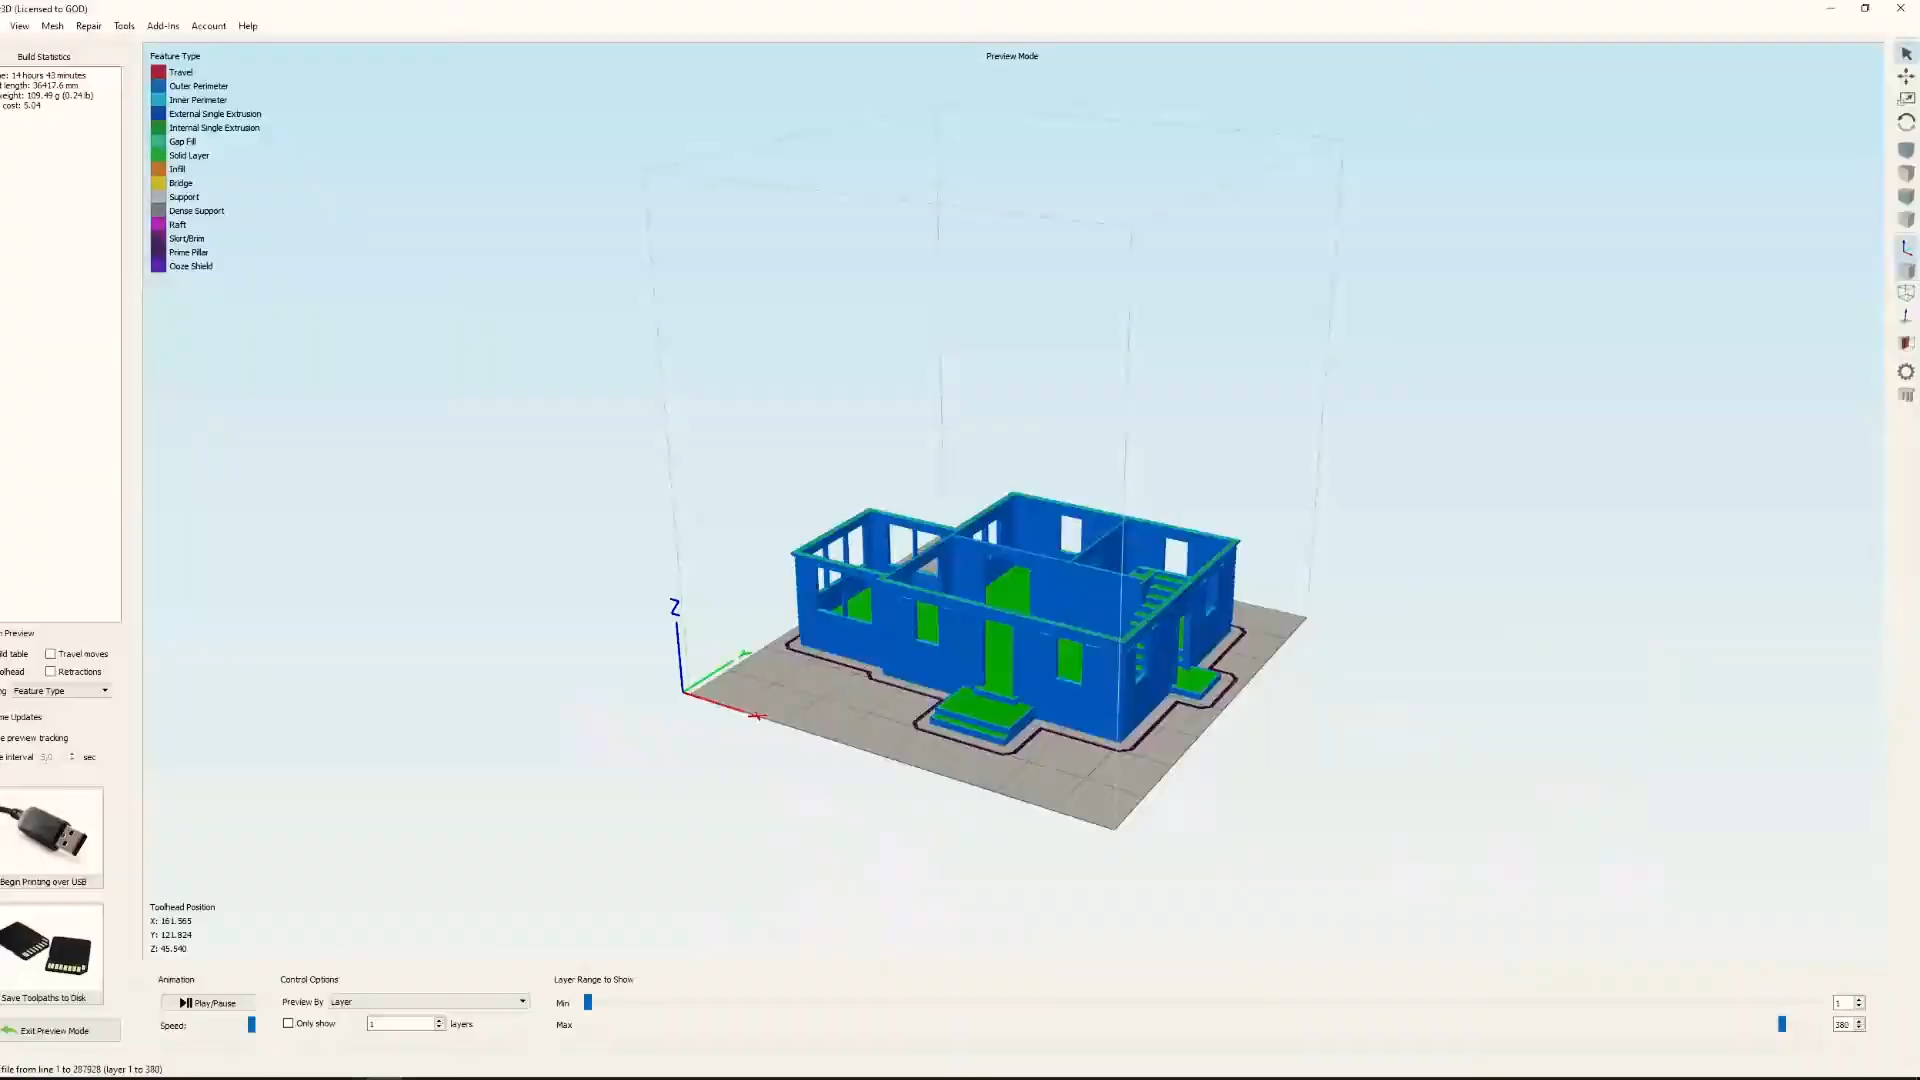 3D (Licensed to GOD)
View Mesh Repair Tools Add-Ins Account Help
Build Statistics
e: 14 hours 43 minutes
t length: 36417.6 mm
eight: 109.49 g (0.24 lb)
cost: 5.04
Feature Type
Travel
Outer Perimeter
Inner Perimeter
External Single Extrusion
Internal Single Extrusion
Gap Fill
Solid Layer
Infill
Bridge
Support
Dense Support
Raft
Skirt/Brim
Prime Pillar
Ooze Shield
Preview Mode
Z
n Preview
ld table Travel moves
olhead Retractions
ng Feature Type
me Updates
e preview tracking
e interval 5,0 sec
Begin Printing over USB
Save Toolpaths to Disk
Exit Preview Mode
Toolhead Position
X: 161.565
Y: 121.824
Z: 45.540
Animation
Play/Pause
Speed:
Control Options
Preview By Layer
Only show 1 layers
Layer Range to Show
Min 1
Max 380
file from line 1 to 287928 (layer 1 to 380)